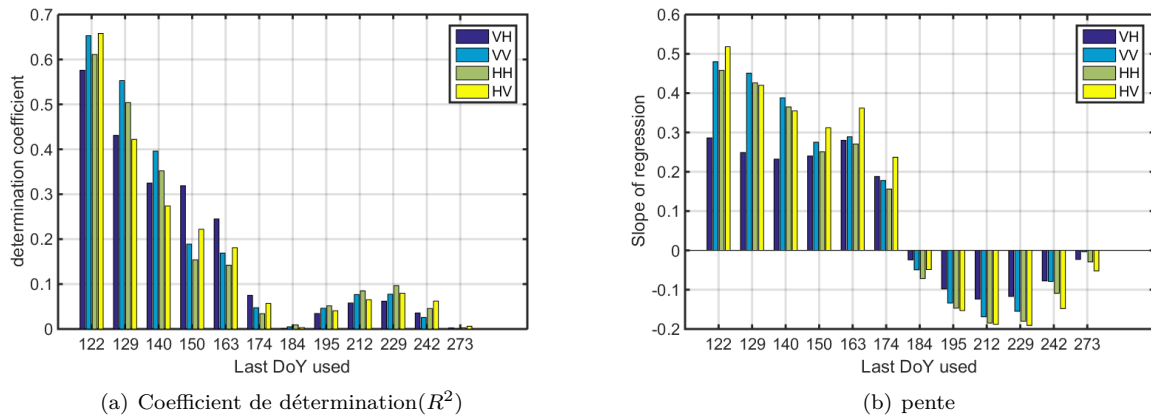 0.7
0.6
0.5
0.4
0.3
0.2
0.1
0
determination coefficient
VH
VV
HH
HV
122 129 140 150 163 174 184 195 212 229 242 273
Last DoY used
(a) Coefficient de détermination(R²)
0.6
0.5
0.4
0.3
0.2
0.1
0
-0.1
-0.2
Slope of regression
VH
VV
HH
HV
122 129 140 150 163 174 184 195 212 229 242 273
Last DoY used
(b) pente